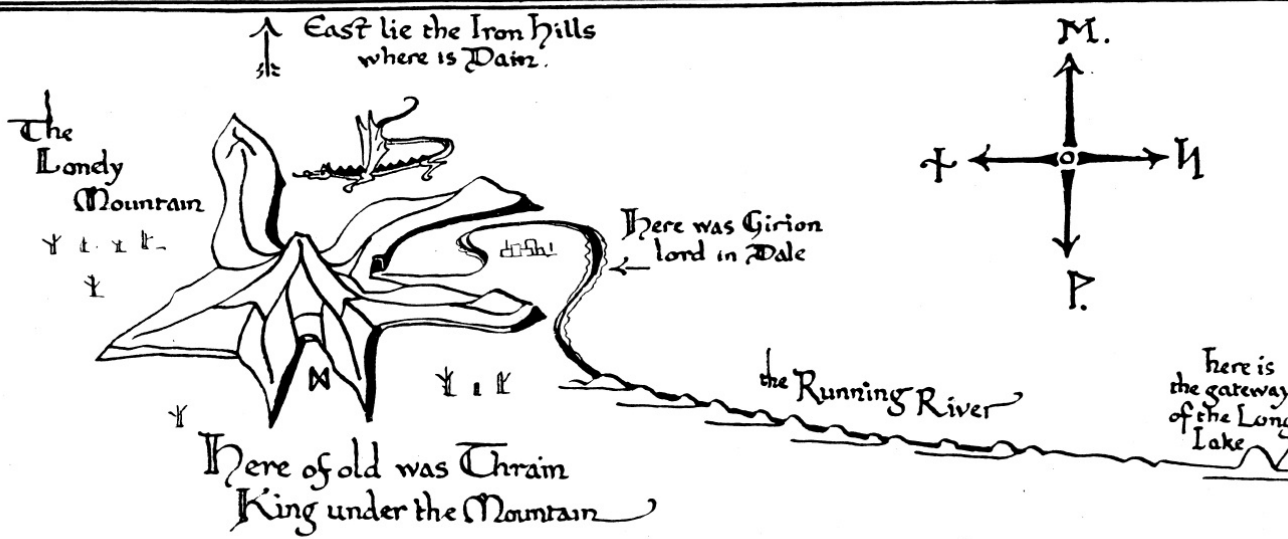 East lie the Iron Hills
where is Dain.
The
Lonely
Mountain
M.
Here was Girion
lord in Dale
P.
the Running River
here is
the gateway
of the Long
Lake
Here of old was Thrain
King under the Mountain